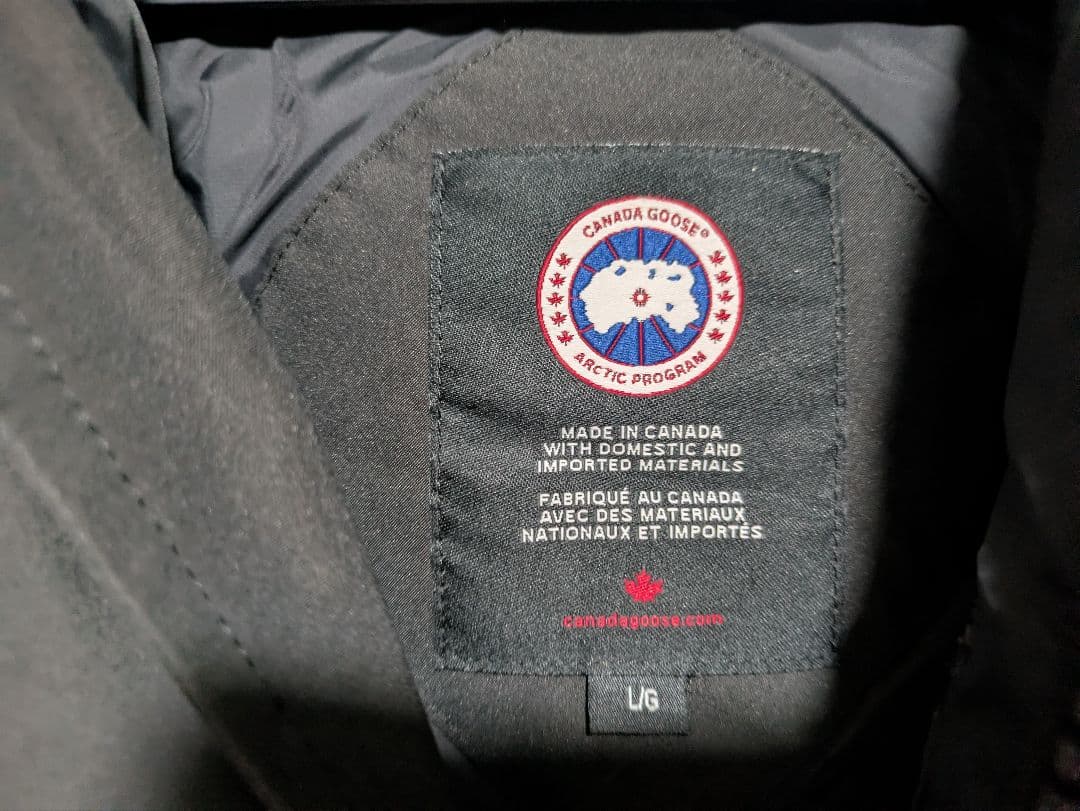 CANADA GOOSE®
ARCTIC PROGRAM
MADE IN CANADA
WITH DOMESTIC AND
IMPORTED MATERIALS
FABRIQUÉ AU CANADA
AVEC DES MATERIAUX
NATIONAUX ET IMPORTÉS
canadagoose.com
L/G